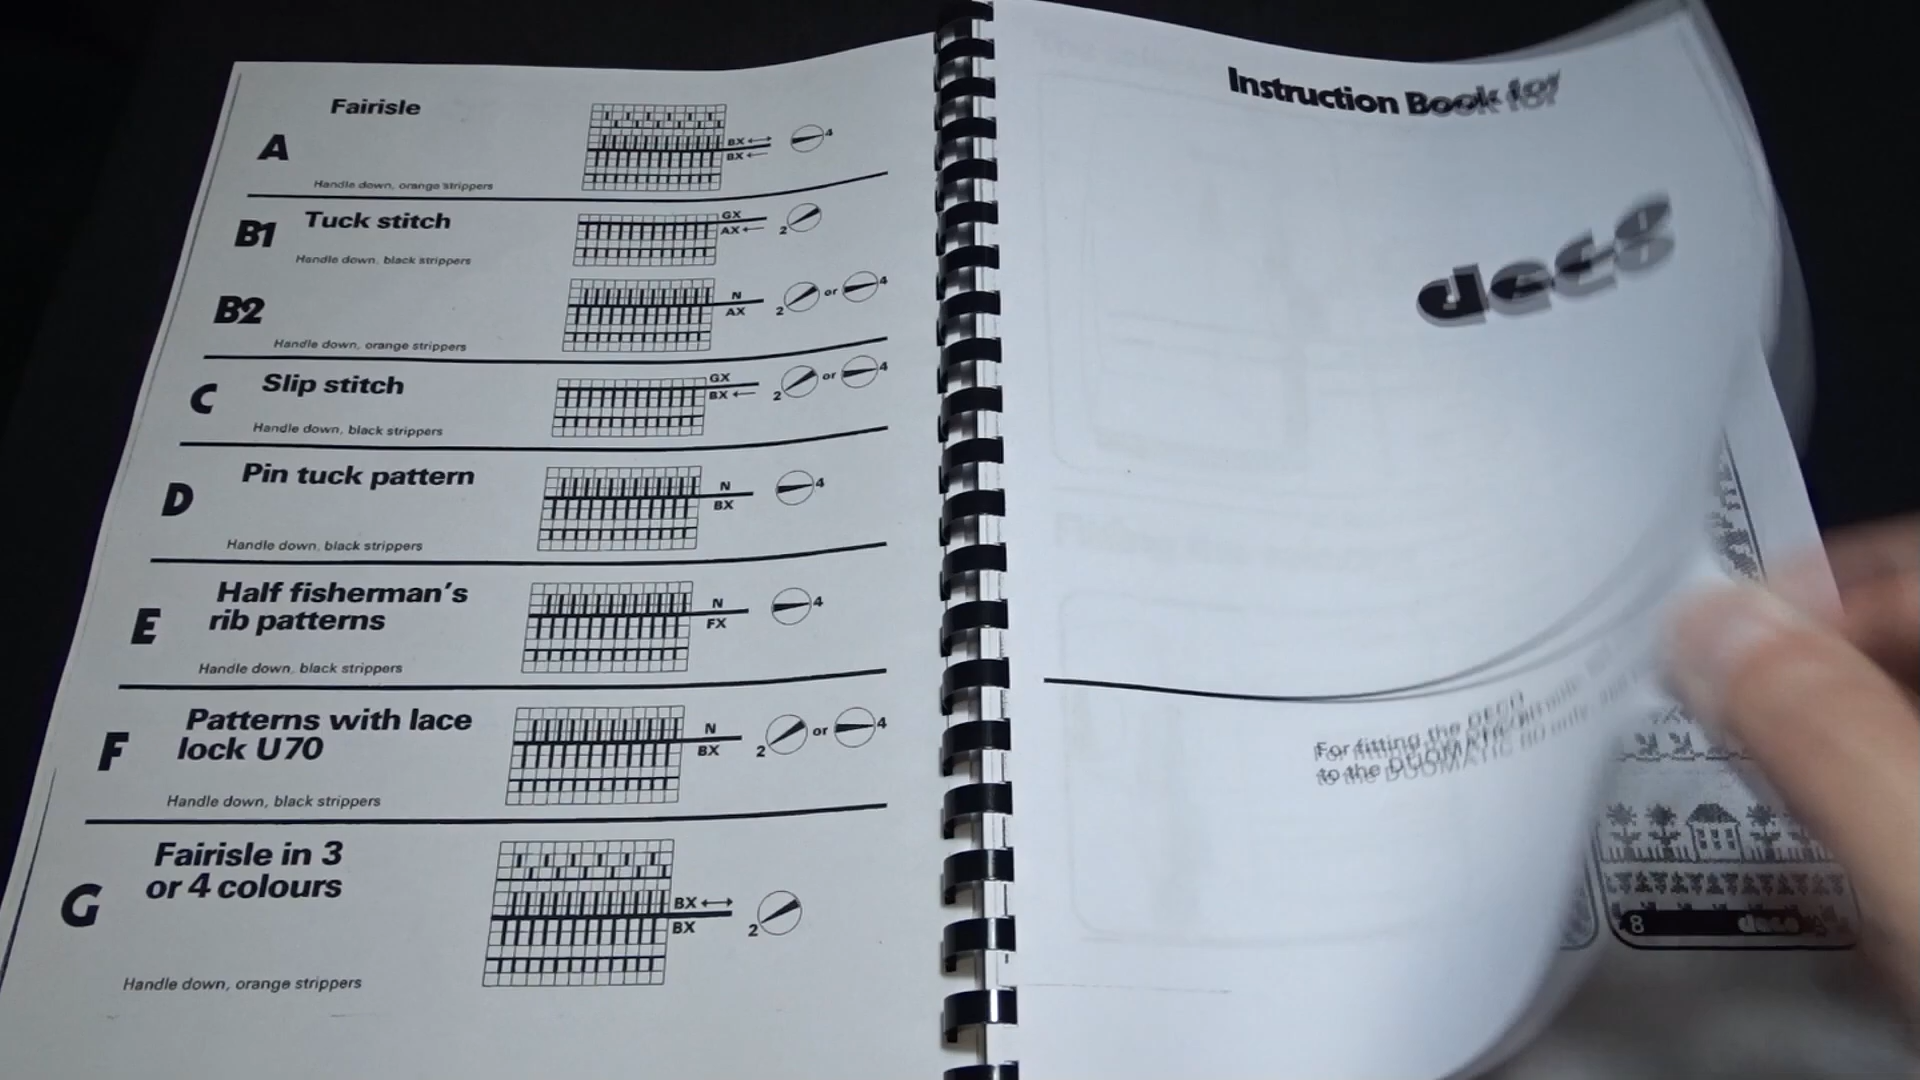 Fairisle
A
BX ←→
BX ←
4
Handle down, orange strippers
B1 Tuck stitch
GX
AX ←
2
Handle down, black strippers
B2
N
AX
2 or 4
Handle down, orange strippers
C Slip stitch
GX
BX ←
2 or 4
Handle down, black strippers
D Pin tuck pattern
N
BX
4
Handle down, black strippers
E Half fisherman's
rib patterns
N
FX
4
Handle down, black strippers
F Patterns with lace
lock U70
N
BX
2 or 4
Handle down, black strippers
G Fairisle in 3
or 4 colours
BX ←→
BX
2
Handle down, orange strippers
Instruction Book for
deco
For fitting the DECO
to the DUOMATIC 80 only
8 deco